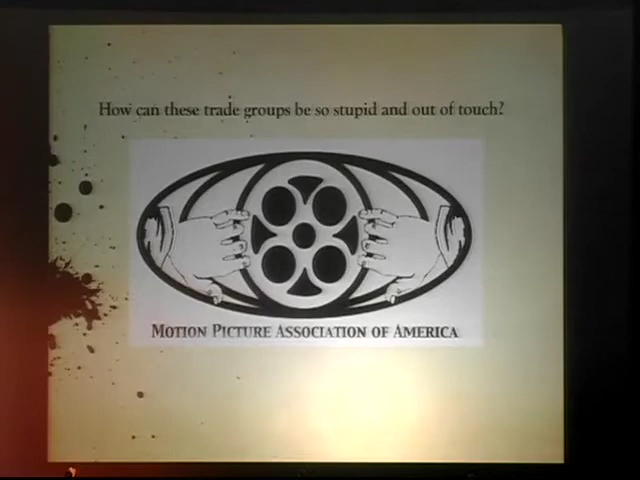 How can these trade groups be so stupid and out of touch?
MOTION PICTURE ASSOCIATION OF AMERICA